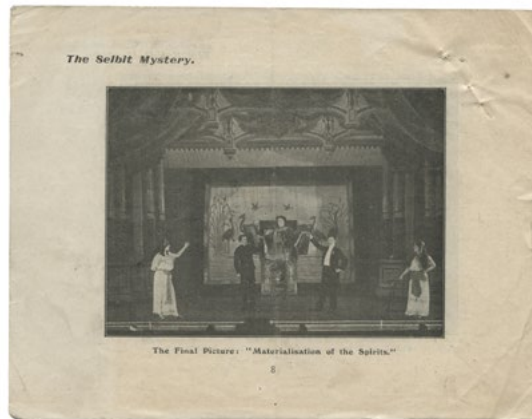 The Selbit Mystery.
The Final Picture: "Materialisation of the Spirits."
8